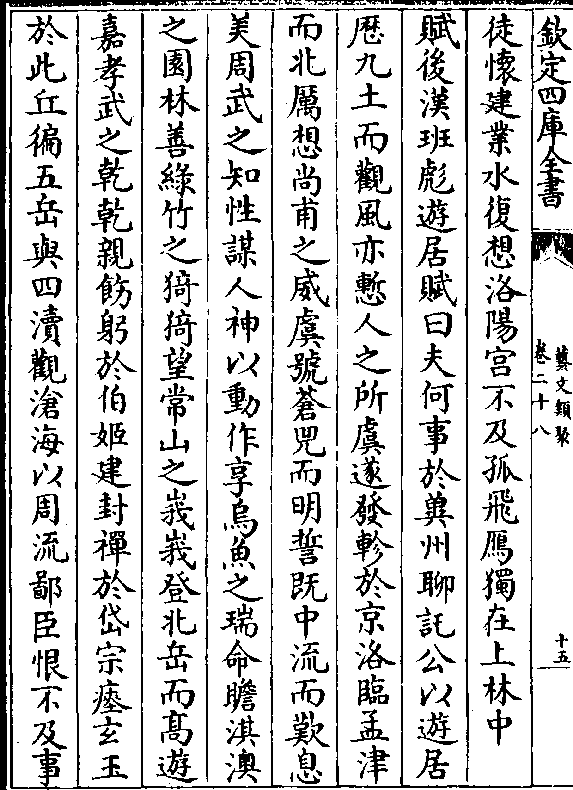 欽定四庫全書
藝文類聚
卷二十八
十五
徒懷建業水復想洛陽宫不及孤飛鴈獨在上林中
賦後漢班彪遊居賦曰夫何事於兾州聊託公以遊居
歴九土而觀風亦慙人之所虞遂發軫於京洛臨孟津
而北厲想尚甫之威虞號蒼兕而明誓既中流而歎息
美周武之知性謀人神以動作享烏魚之瑞命瞻淇澳
之園林善綠竹之猗猗望常山之峩峩登北岳而髙遊
嘉孝武之乾乾親飭躬於伯姬建封禪於岱宗瘞玄玉
於此丘徧五岳與四瀆觀滄海以周流鄙臣恨不及事